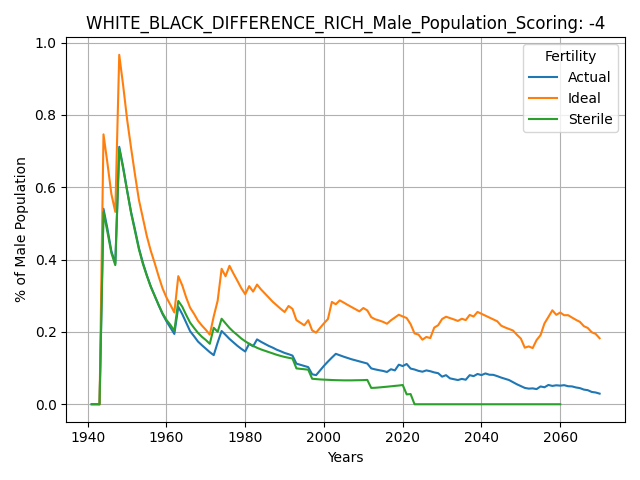 WHITE_BLACK_DIFFERENCE_RICH_Male_Population_Scoring: -4
Fertility
Actual
Ideal
Sterile
% of Male Population
1.0
0.8
0.6
0.4
0.2
0.0
1940 1960 1980 2000 2020 2040 2060
Years